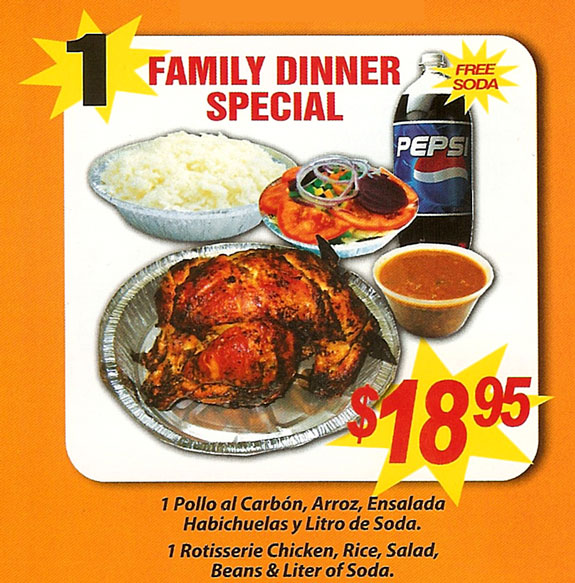 1
FAMILY DINNER
SPECIAL
FREE
SODA
PEPSI
$18.95
1 Pollo al Carbón, Arroz, Ensalada
Habichuelas y Litro de Soda.
1 Rotisserie Chicken, Rice, Salad,
Beans & Liter of Soda.